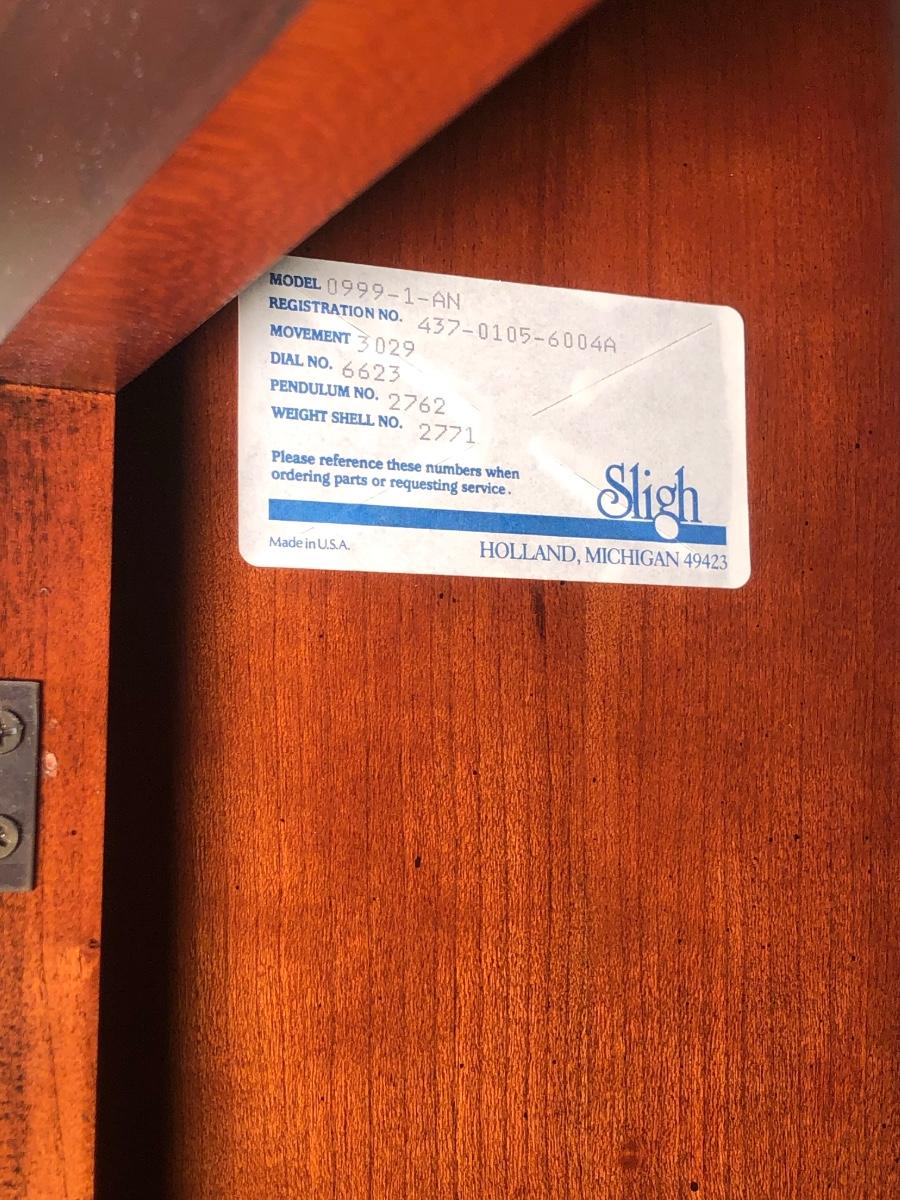 MODEL 0999-1-AN
REGISTRATION NO. 437-0105-6004A
MOVEMENT 3029
DIAL NO. 6623
PENDULUM NO. 2762
WEIGHT SHELL NO. 2771
Please reference these numbers when
ordering parts or requesting service.
Sligh
Made in U.S.A.
HOLLAND, MICHIGAN 49423